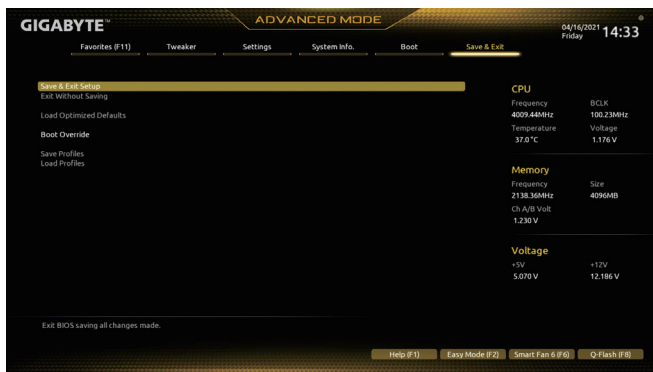 GIGABYTE™
ADVANCED MODE
04/16/2021 14:33
Friday
Favorites (F11) Tweaker Settings System Info. Boot Save & Exit
Save & Exit Setup
Exit Without Saving
Load Optimized Defaults
Boot Override
Save Profiles
Load Profiles
CPU
Frequency BCLK
4009.44MHz 100.23MHz
Temperature Voltage
37.0 °C 1.176 V
Memory
Frequency Size
2138.36MHz 4096MB
Ch A/B Volt
1.230 V
Voltage
+5V +12V
5.070 V 12.186 V
Exit BIOS saving all changes made.
Help (F1) Easy Mode (F2) Smart Fan 6 (F6) Q-Flash (F8)